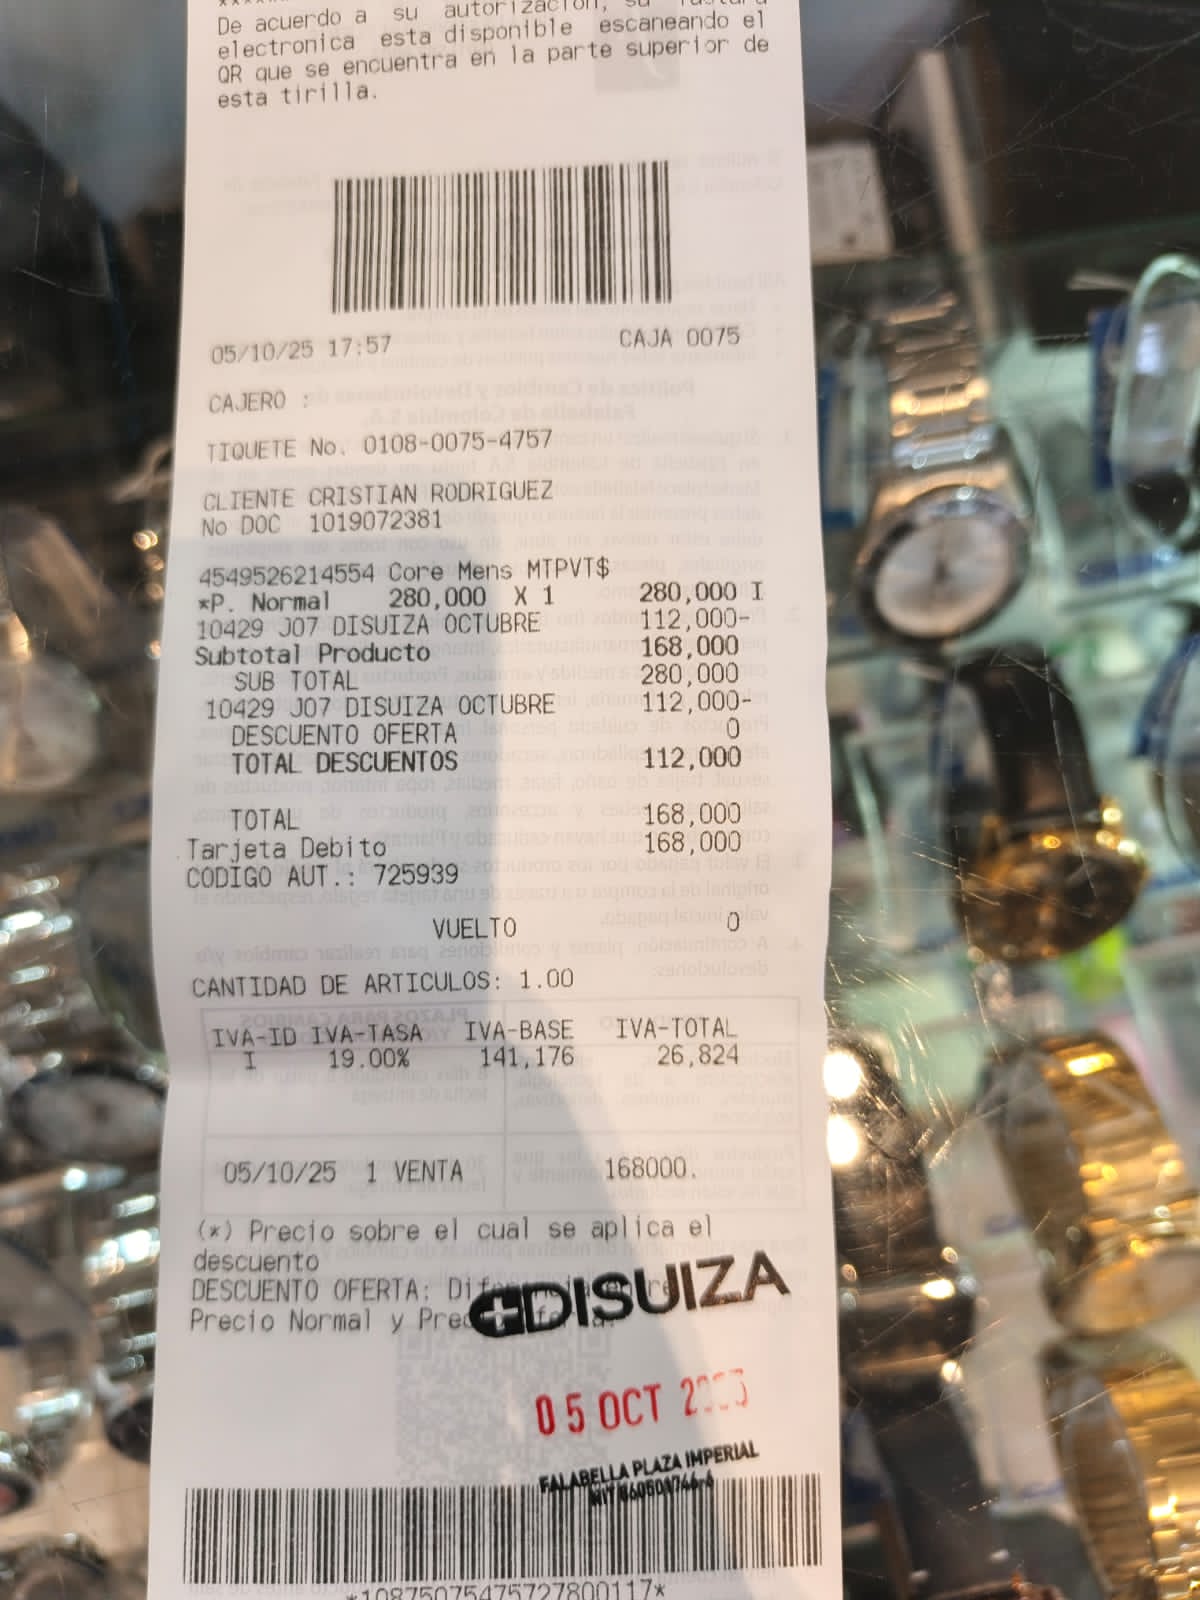 De acuerdo a su autorización, su factura
electronica esta disponible escaneando el
QR que se encuentra en la parte superior de
esta tirilla.
05/10/25 17:57 CAJA 0075
CAJERO :
TIQUETE No. 0108-0075-4757
CLIENTE CRISTIAN RODRIGUEZ
No DOC 1019072381
4549526214554 Core Mens MTPVT$
*P. Normal 280,000 X 1 280,000 I
10429 J07 DISUIZA OCTUBRE 112,000-
Subtotal Producto 168,000
SUB TOTAL 280,000
10429 J07 DISUIZA OCTUBRE 112,000-
DESCUENTO OFERTA 0
TOTAL DESCUENTOS 112,000
TOTAL 168,000
Tarjeta Debito 168,000
CODIGO AUT.: 725939
VUELTO 0
CANTIDAD DE ARTICULOS: 1.00
IVA-ID IVA-TASA IVA-BASE IVA-TOTAL
I 19.00% 141,176 26,824
05/10/25 1 VENTA 168000.
(*) Precio sobre el cual se aplica el
descuento
DESCUENTO OFERTA:
Precio Normal y
DISUIZA
05 OCT
FALABELLA PLAZA IMPERIAL
NIT
*10875075475727800117*